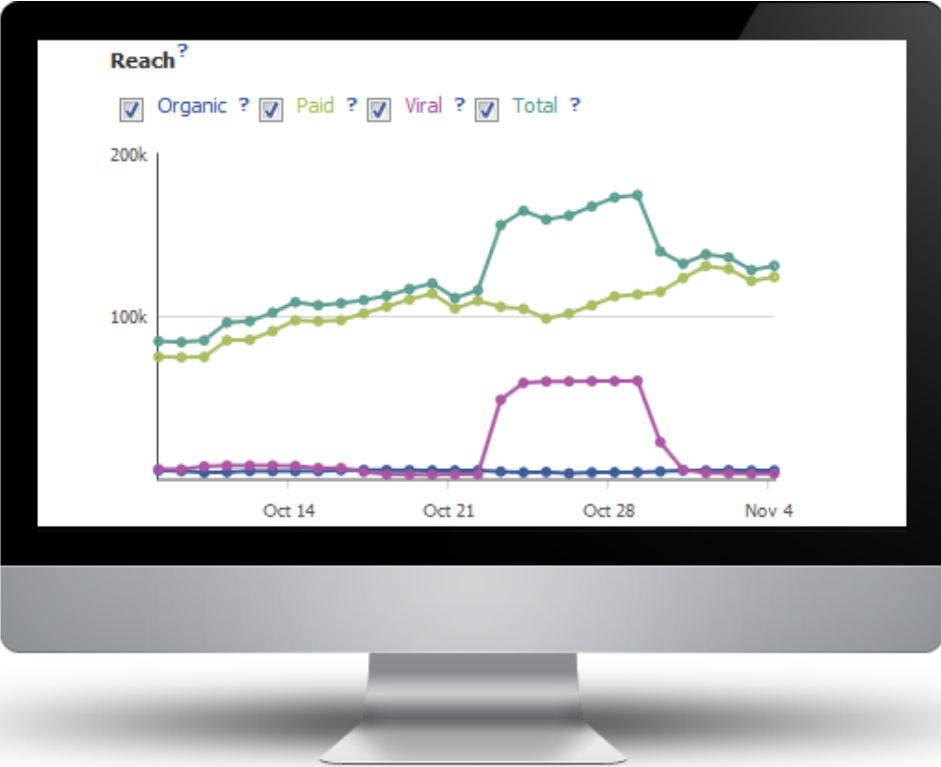 Reach?
Organic ? Paid ? Viral ? Total ?
200k
100k
Oct 14 Oct 21 Oct 28 Nov 4